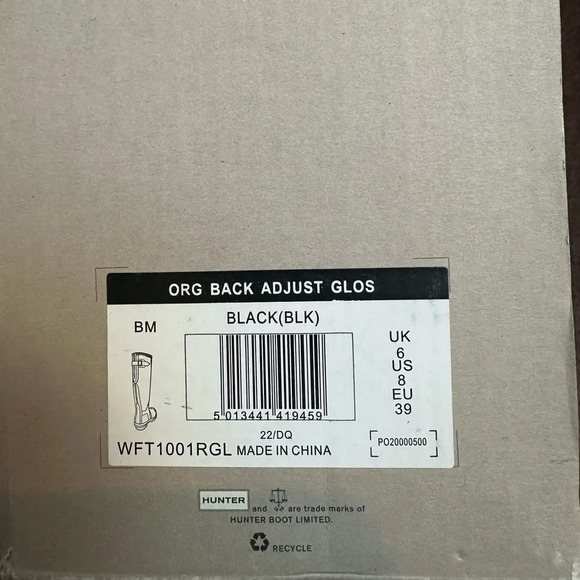 ORG BACK ADJUST GLOS
BM
BLACK(BLK)
UK
6
US
8
EU
39
5 013441 419459
22/DQ
WFT1001RGL MADE IN CHINA
PO20000500
HUNTER and are trade marks of
HUNTER BOOT LIMITED.
RECYCLE